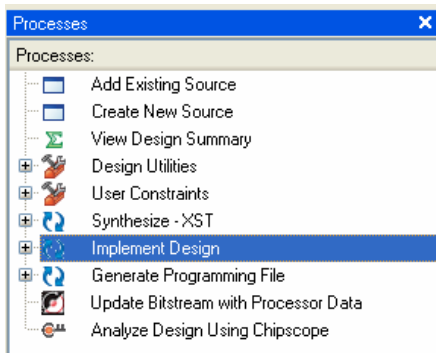 Processes
Processes:
Add Existing Source
Create New Source
View Design Summary
Design Utilities
User Constraints
Synthesize - XST
Implement Design
Generate Programming File
Update Bitstream with Processor Data
Analyze Design Using Chipscope